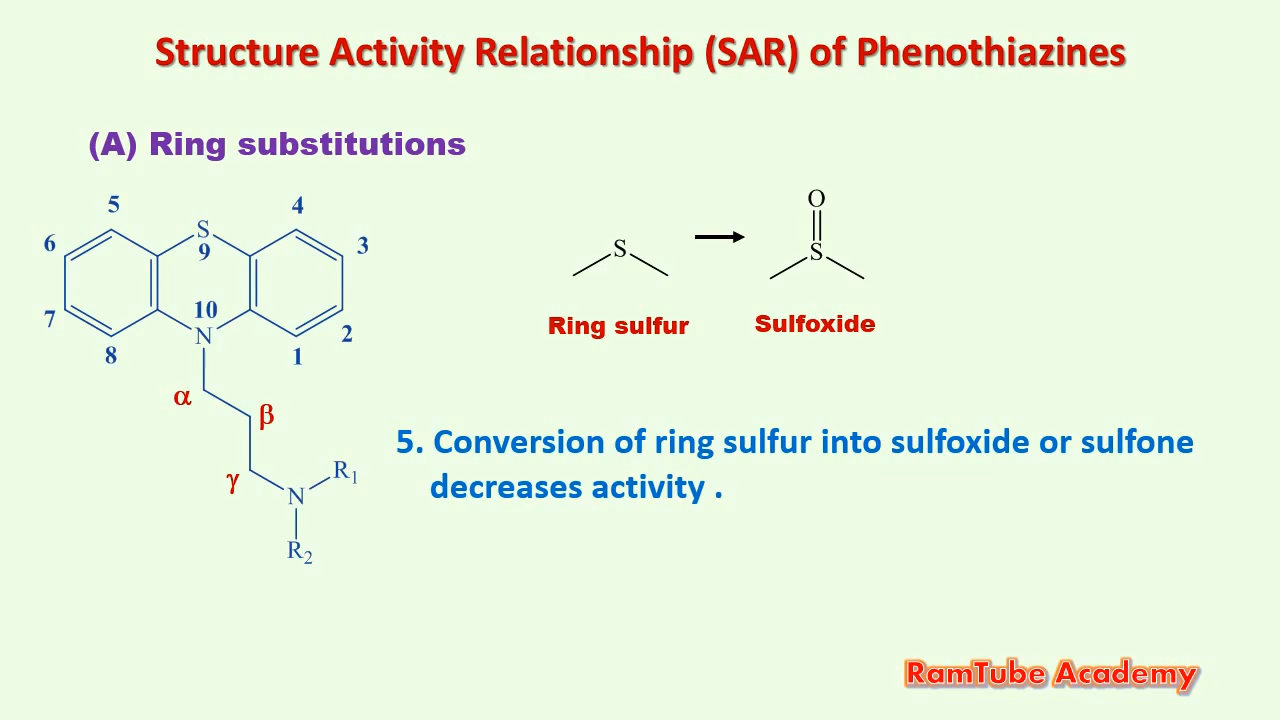 Structure Activity Relationship (SAR) of Phenothiazines
(A) Ring substitutions
5
4
6
S
9
3
7
10
N
2
8
1
α
β
γ
N
R1
R2
O
S
S
Ring sulfur
Sulfoxide
5. Conversion of ring sulfur into sulfoxide or sulfone
decreases activity .
RamTube Academy